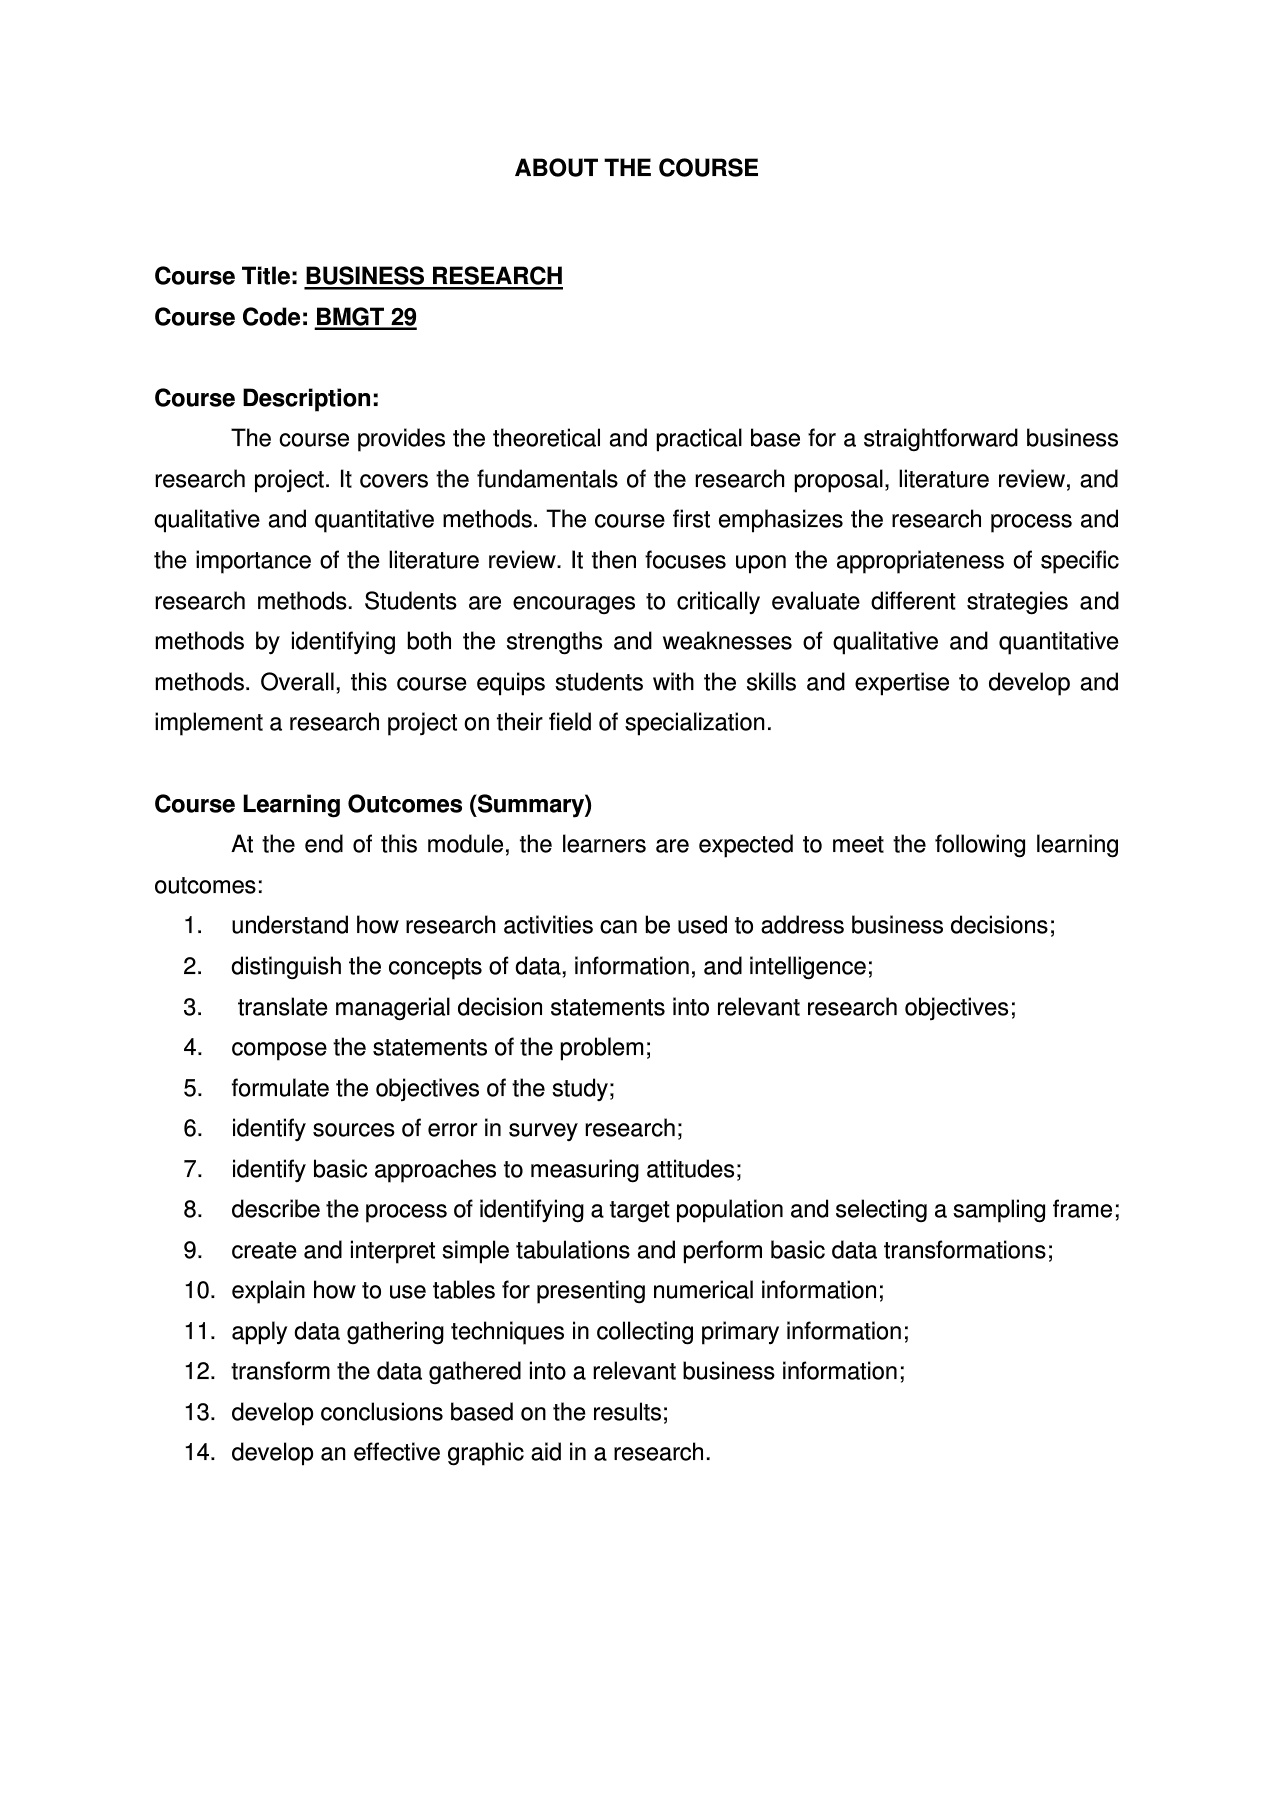 ABOUT THE COURSE
Course Title: BUSINESS RESEARCH
Course Code: BMGT 29
Course Description:
The course provides the theoretical and practical base for a straightforward business
research project. It covers the fundamentals of the research proposal, literature review, and
qualitative and quantitative methods. The course first emphasizes the research process and
the importance of the literature review. It then focuses upon the appropriateness of specific
research methods. Students are encourages to critically evaluate different strategies and
methods by identifying both the strengths and weaknesses of qualitative and quantitative
methods. Overall, this course equips students with the skills and expertise to develop and
implement a research project on their field of specialization.
Course Learning Outcomes (Summary)
At the end of this module, the learners are expected to meet the following learning
outcomes:
1. understand how research activities can be used to address business decisions;
2. distinguish the concepts of data, information, and intelligence;
3. translate managerial decision statements into relevant research objectives;
4. compose the statements of the problem;
5. formulate the objectives of the study;
6. identify sources of error in survey research;
7. identify basic approaches to measuring attitudes;
8. describe the process of identifying a target population and selecting a sampling frame;
9. create and interpret simple tabulations and perform basic data transformations;
10. explain how to use tables for presenting numerical information;
11. apply data gathering techniques in collecting primary information;
12. transform the data gathered into a relevant business information;
13. develop conclusions based on the results;
14. develop an effective graphic aid in a research.